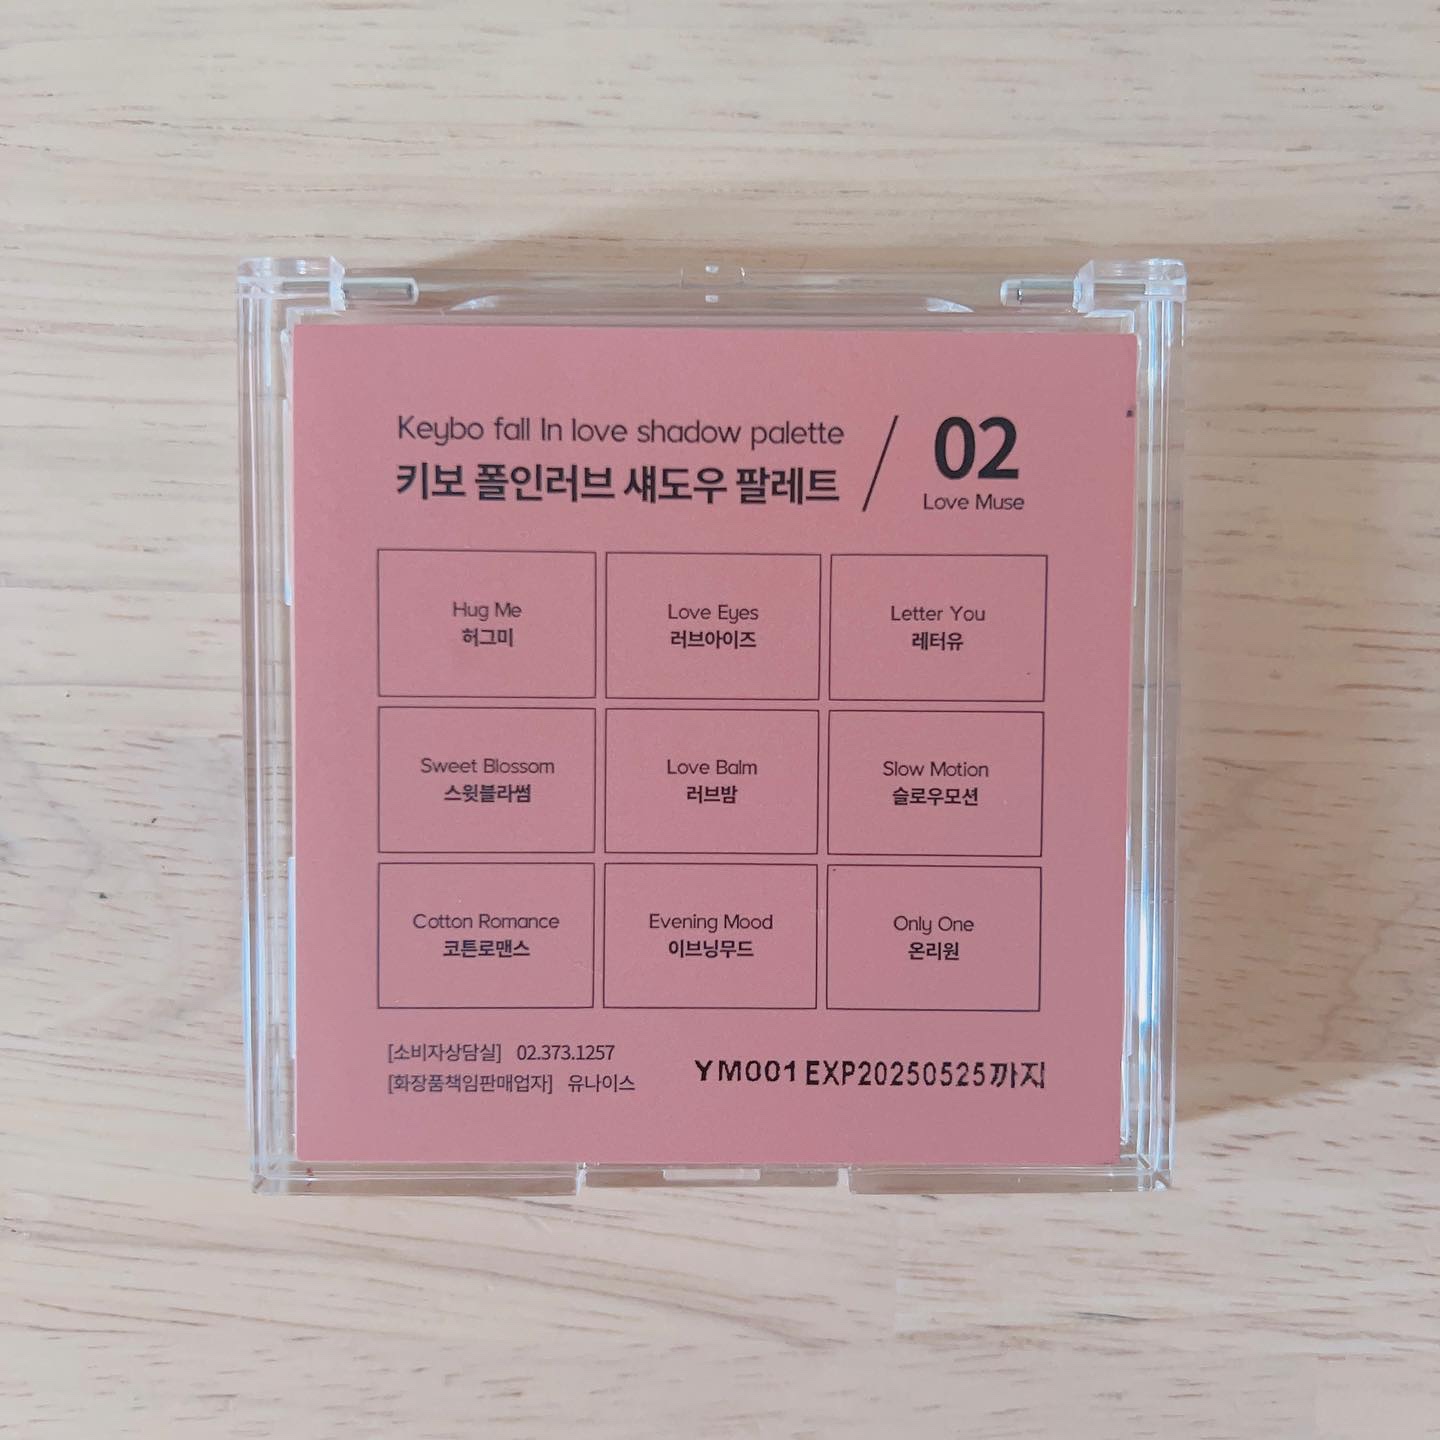 Keybo fall In love shadow palette
키보 폴인러브 섀도우 팔레트
/
02
Love Muse
Hug Me
허그미
Love Eyes
러브아이즈
Letter You
레터유
Sweet Blossom
스윗블라썸
Love Balm
러브밤
Slow Motion
슬로우모션
Cotton Romance
코튼로맨스
Evening Mood
이브닝무드
Only One
온리원
[소비자상담실] 02.373.1257
[화장품책임판매업자] 유나이스
YM001 EXP20250525까지